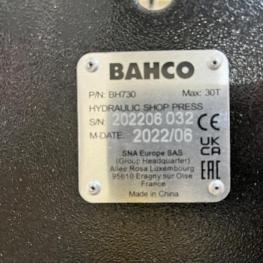 BAHCO
P/N: BH730 Max: 30T
HYDRAULIC SHOP PRESS
S/N: 202206 032
M-DATE: 2022/06
CE
UK
CA
EAC
SNA Europe SAS
(Group Headquarter)
Allee Rosa Luxembourg
95610 Eragny sur Oise
France
Made in China